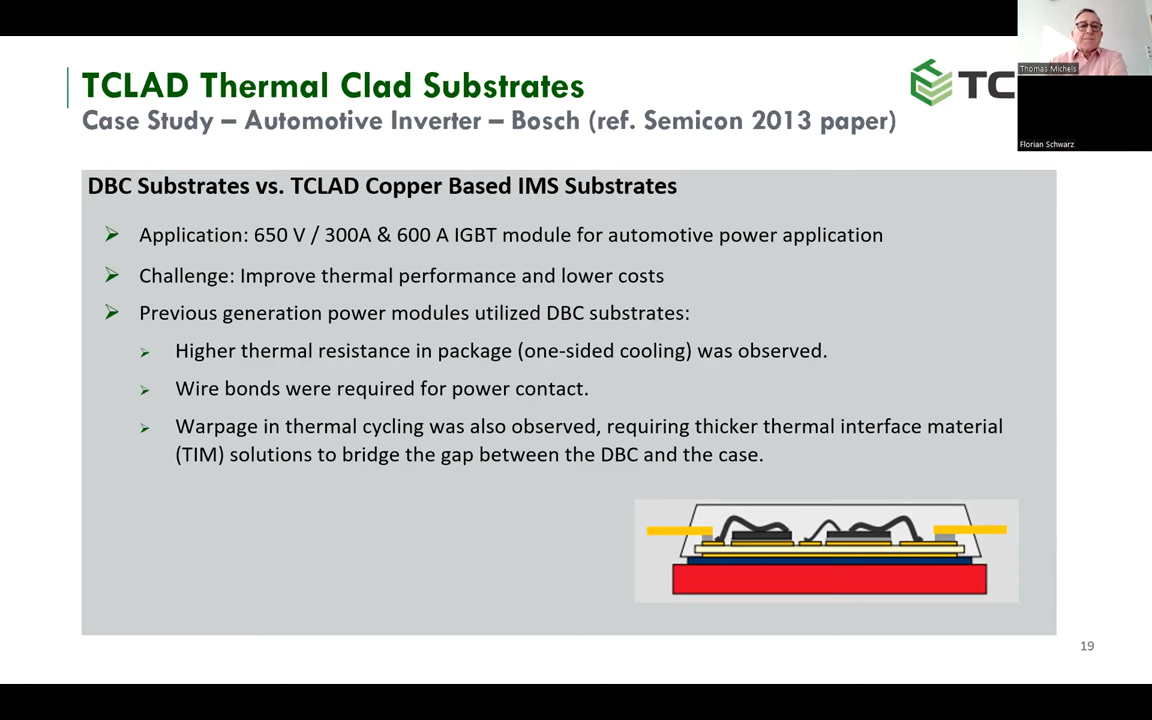 TCLAD Thermal Clad Substrates
Case Study – Automotive Inverter – Bosch (ref. Semicon 2013 paper)
TC
Thomas Michels
Florian Schwarz
DBC Substrates vs. TCLAD Copper Based IMS Substrates
Application: 650 V / 300A & 600 A IGBT module for automotive power application
Challenge: Improve thermal performance and lower costs
Previous generation power modules utilized DBC substrates:
Higher thermal resistance in package (one-sided cooling) was observed.
Wire bonds were required for power contact.
Warpage in thermal cycling was also observed, requiring thicker thermal interface material
(TIM) solutions to bridge the gap between the DBC and the case.
19